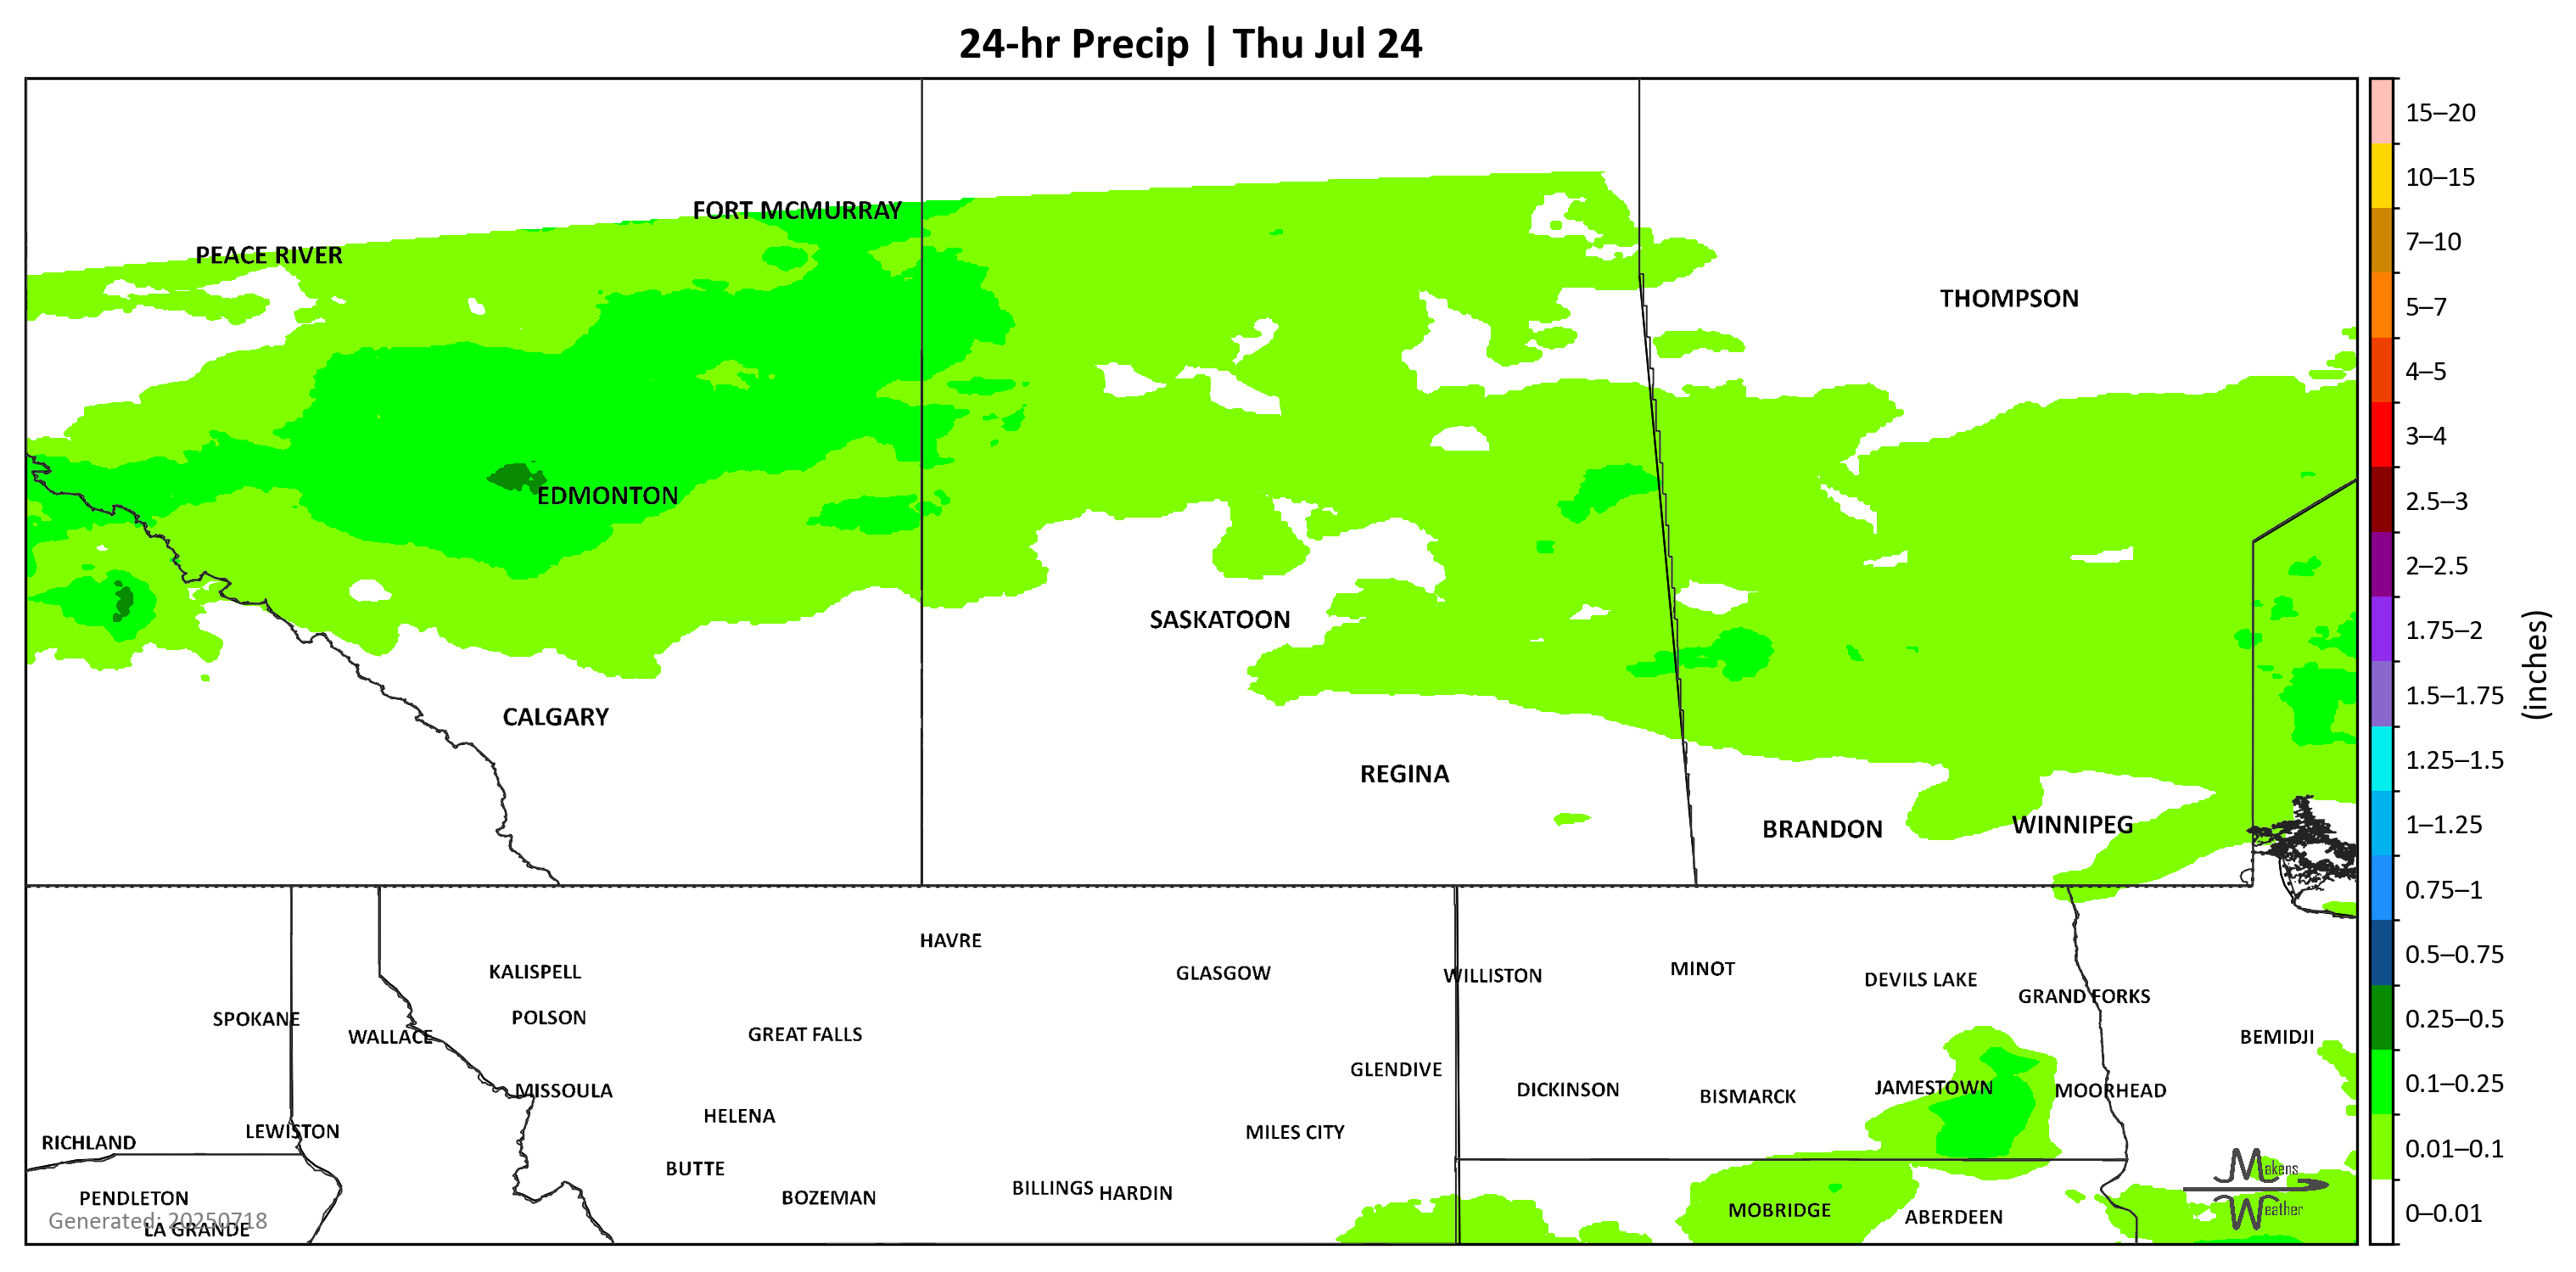 24-hr Precip | Thu Jul 24
FORT MCMURRAY
PEACE RIVER
THOMPSON
EDMONTON
SASKATOON
CALGARY
REGINA
BRANDON
WINNIPEG
HAVRE
KALISPELL
GLASGOW
WILLISTON
MINOT
DEVILS LAKE
GRAND FORKS
SPOKANE
WALLACE
POLSON
GREAT FALLS
BEMIDJI
GLENDIVE
MISSOULA
DICKINSON
BISMARCK
JAMESTOWN
MOORHEAD
HELENA
LEWISTON
MILES CITY
RICHLAND
BUTTE
BILLINGS
HARDIN
PENDLETON
BOZEMAN
MOBRIDGE
ABERDEEN
Generated: 20250718
LA GRANDE
Makens
Weather
15–20
10–15
7–10
5–7
4–5
3–4
2.5–3
2–2.5
1.75–2
1.5–1.75
1.25–1.5
1–1.25
0.75–1
0.5–0.75
0.25–0.5
0.1–0.25
0.01–0.1
0–0.01
(inches)